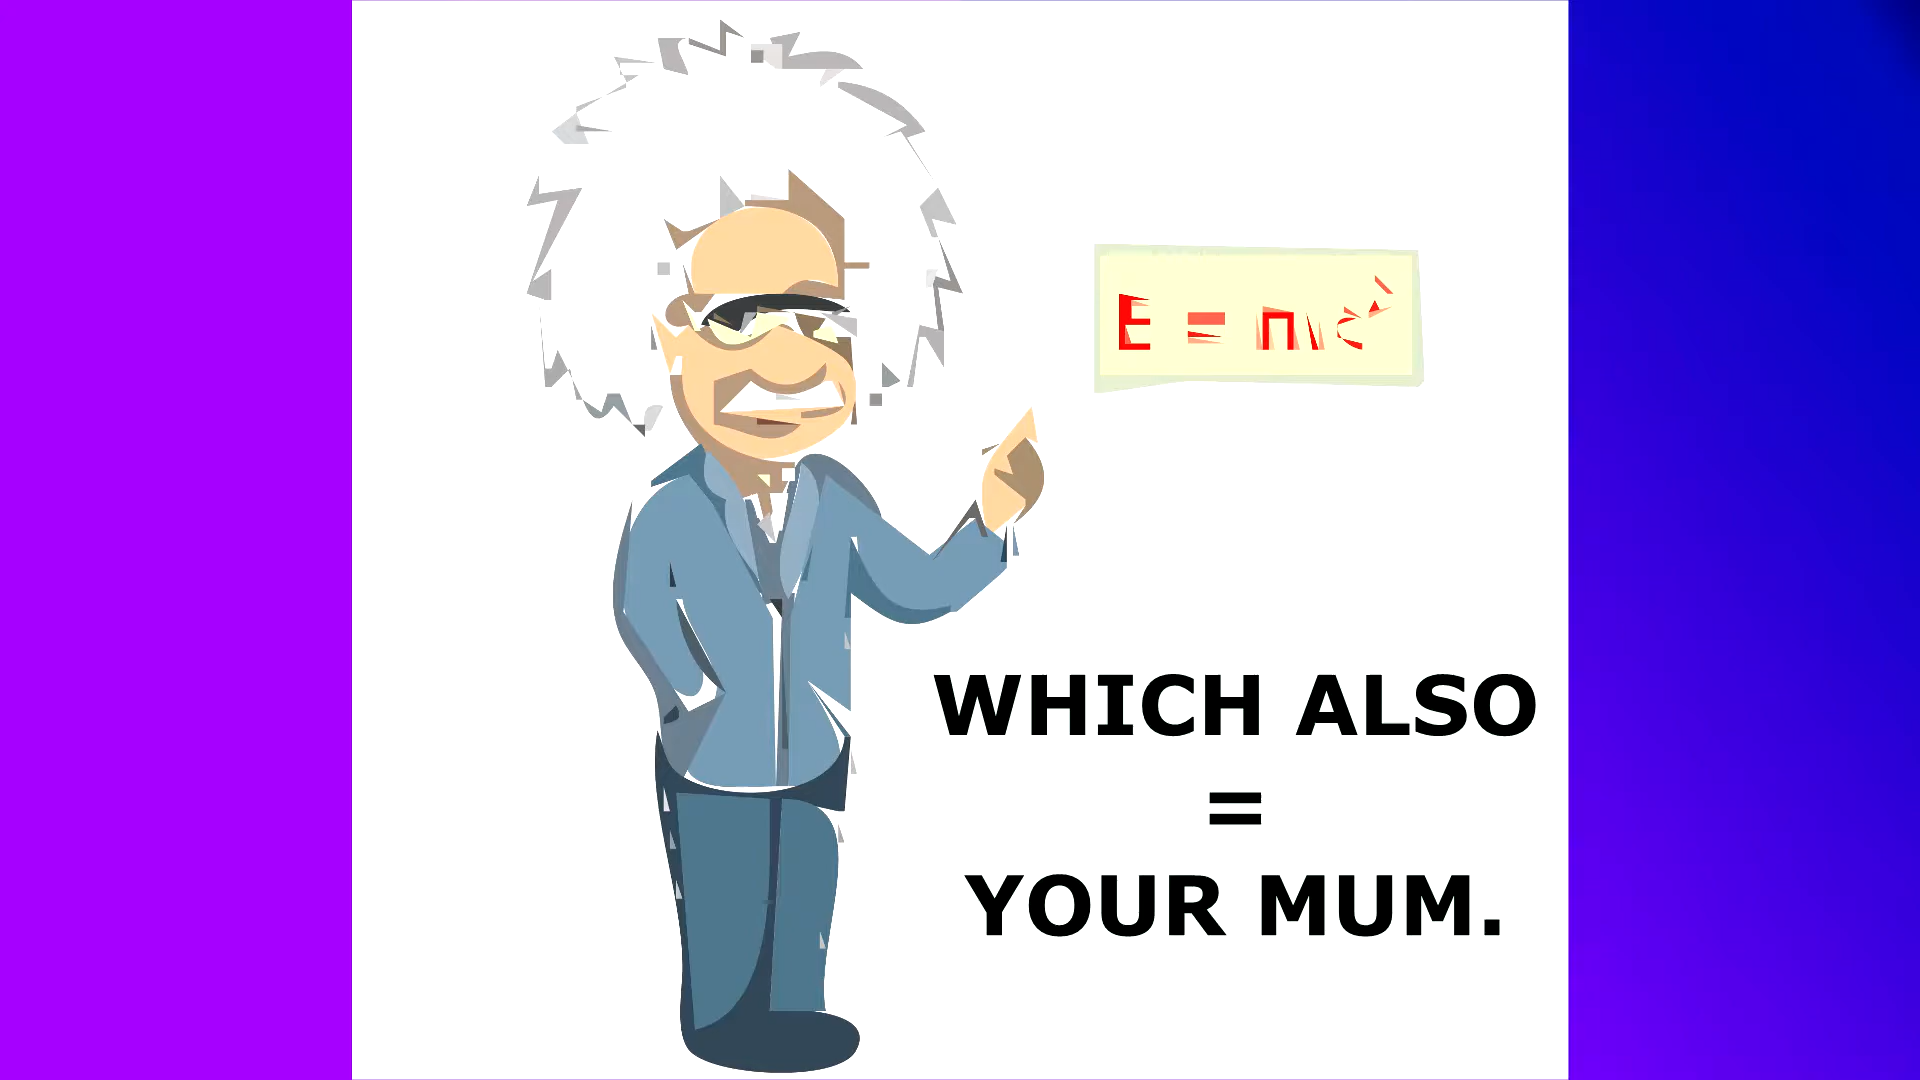 E = mc²
WHICH ALSO
=
YOUR MUM.